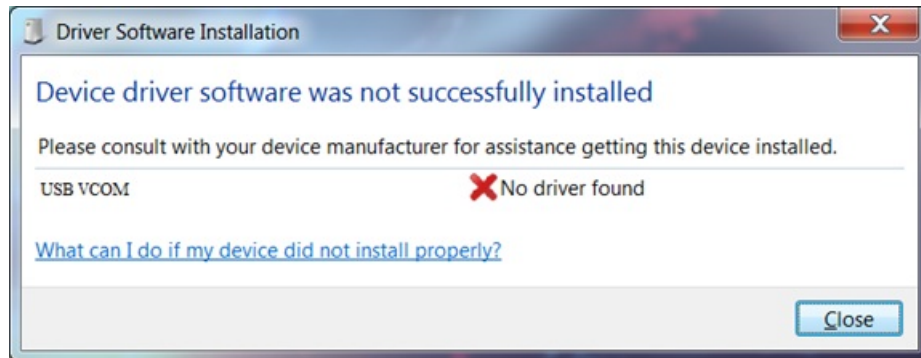 Driver Software Installation
Device driver software was not successfully installed
Please consult with your device manufacturer for assistance getting this device installed.
USB VCOM No driver found
What can I do if my device did not install properly?
Close